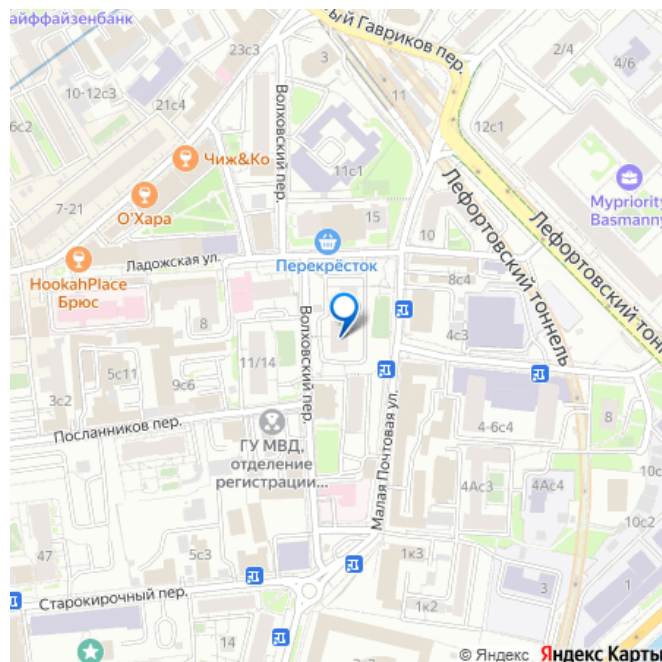 айффайзенбанк
ый Гавриков пер.
23с3
3
2/4
4/6
10-12с3
21с4
11
6с2
12с1
Волховский пер.
Чиж&Ко
11с1
Mypriority
Basmanny
7-21
О'Хара
15
10
Лефортовский тоннель
Лефортовский тонн
Ладожская ул.
Перекрёсток
HookahPlace
Брюс
8с4
8
4с3
Волховский пер.
11/14
5с11
9с6
3с2
Посланников пер.
Малая Почтовая ул.
8
4-6с4
ГУ МВД,
отделение
регистрации...
4Ас3
4Ас4
10с
10с2
47
5с3
1к3
3
1
Старокирочный пер.
1к2
14
© Яндекс Яндекс Карты